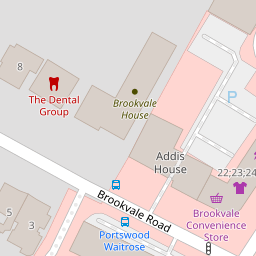 8
The Dental
Group
Brookvale
House
P
Addis
House
22;23;24
Brookvale
Convenience
Store
Brookvale Road
Portswood
Waitrose
5
3